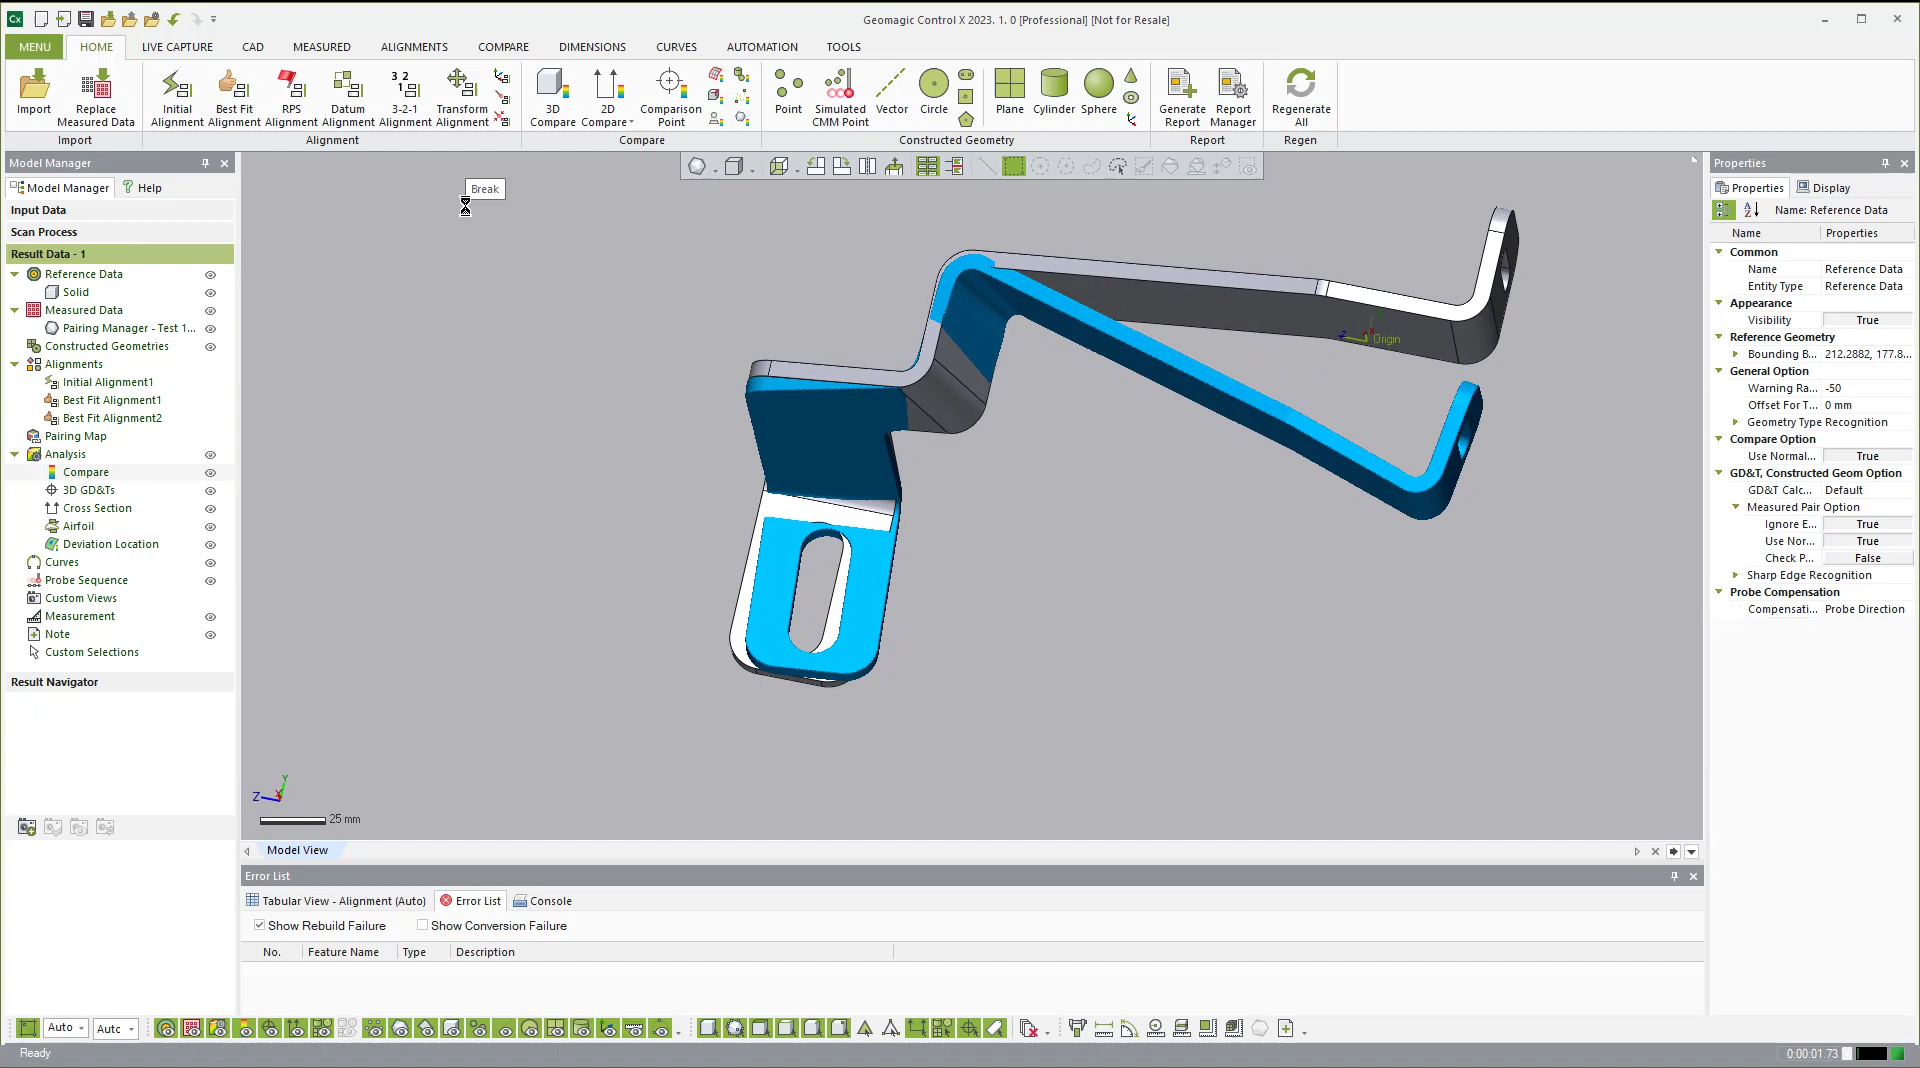 Cx
Geomagic Control X 2023. 1. 0 [Professional] [Not for Resale]
MENU HOME LIVE CAPTURE CAD MEASURED ALIGNMENTS COMPARE DIMENSIONS CURVES AUTOMATION TOOLS
Import Replace Measured Data Initial Alignment Best Fit Alignment RPS Alignment Datum Alignment 3-2-1 Alignment Transform Alignment 3D Compare 2D Compare Comparison Point Point Simulated CMM Point Vector Circle Plane Cylinder Sphere Generate Report Report Manager Regenerate All
Import Alignment Compare Constructed Geometry Report Regen
Model Manager
Model Manager Help
Input Data
Scan Process
Result Data - 1
Reference Data
Solid
Measured Data
Pairing Manager - Test 1...
Constructed Geometries
Alignments
Initial Alignment1
Best Fit Alignment1
Best Fit Alignment2
Pairing Map
Analysis
Compare
3D GD&Ts
Cross Section
Airfoil
Deviation Location
Curves
Probe Sequence
Custom Views
Measurement
Note
Custom Selections
Result Navigator
Break
Origin
Y
Z
X
25 mm
Model View
Error List
Tabular View - Alignment (Auto) Error List Console
Show Rebuild Failure Show Conversion Failure
No. Feature Name Type Description
Properties
Properties Display
Name: Reference Data
Name Properties
Common
Name Reference Data
Entity Type Reference Data
Appearance
Visibility True
Reference Geometry
Bounding B... 212.2882, 177.8...
General Option
Warning Ra... -50
Offset For T... 0 mm
Geometry Type Recognition
Compare Option
Use Normal... True
GD&T, Constructed Geom Option
GD&T Calc... Default
Measured Pair Option
Ignore E... True
Use Nor... True
Check P... False
Sharp Edge Recognition
Probe Compensation
Compensati... Probe Direction
Auto Autc
Ready
0:00:01.73